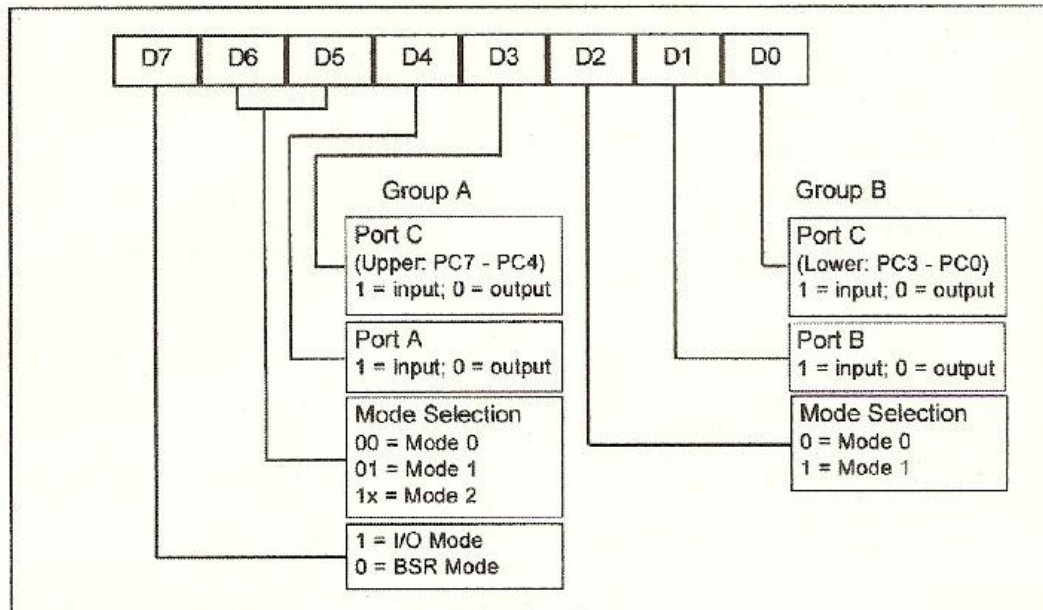 D7 D6 D5 D4 D3 D2 D1 D0
Group A
Port C
(Upper: PC7 - PC4)
1 = input; 0 = output
Port A
1 = input; 0 = output
Mode Selection
00 = Mode 0
01 = Mode 1
1x = Mode 2
1 = I/O Mode
0 = BSR Mode
Group B
Port C
(Lower: PC3 - PC0)
1 = input; 0 = output
Port B
1 = input; 0 = output
Mode Selection
0 = Mode 0
1 = Mode 1